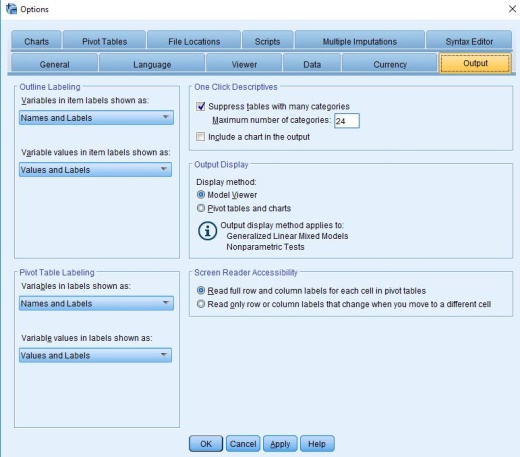 Options
Charts
Pivot Tables
File Locations
Scripts
Multiple Imputations
Syntax Editor
General
Language
Viewer
Data
Currency
Output
Outline Labeling
Variables in item labels shown as:
Names and Labels
Variable values in item labels shown as:
Values and Labels
One Click Descriptives
Suppress tables with many categories
Maximum number of categories: 24
Include a chart in the output
Output Display
Display method:
Model Viewer
Pivot tables and charts
Output display method applies to:
Generalized Linear Mixed Models
Nonparametric Tests
Pivot Table Labeling
Variables in labels shown as:
Names and Labels
Variable values in labels shown as:
Values and Labels
Screen Reader Accessibility
Read full row and column labels for each cell in pivot tables
Read only row or column labels that change when you move to a different cell
OK
Cancel
Apply
Help